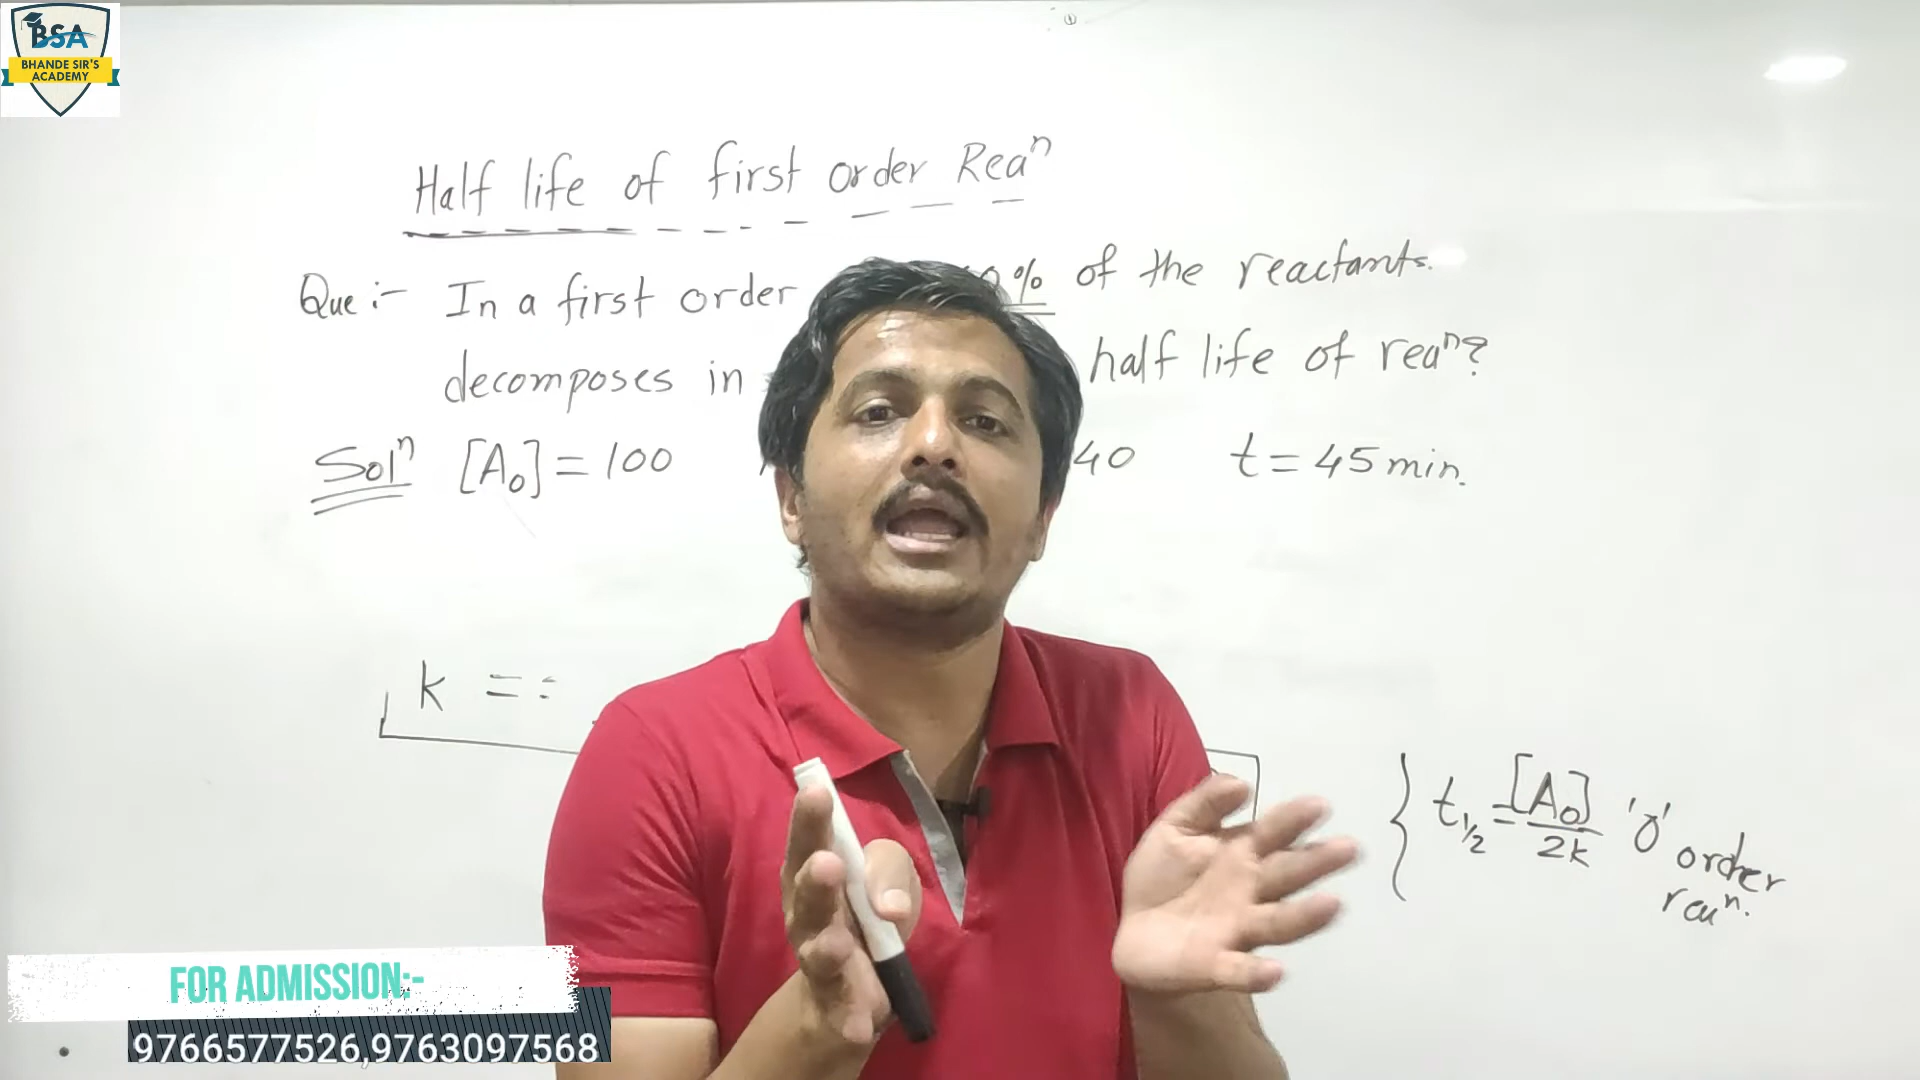 BSA
BHANDE SIR'S
ACADEMY
Half life of first order Reaⁿ
Que :- In a first order % of the reactants.
decomposes in half life of reaⁿ?
Solⁿ [A₀] = 100 40 t = 45 min.
k =
t½ = [A₀] / 2k '0' order
reaⁿ.
FOR ADMISSION:-
9766577526,9763097568